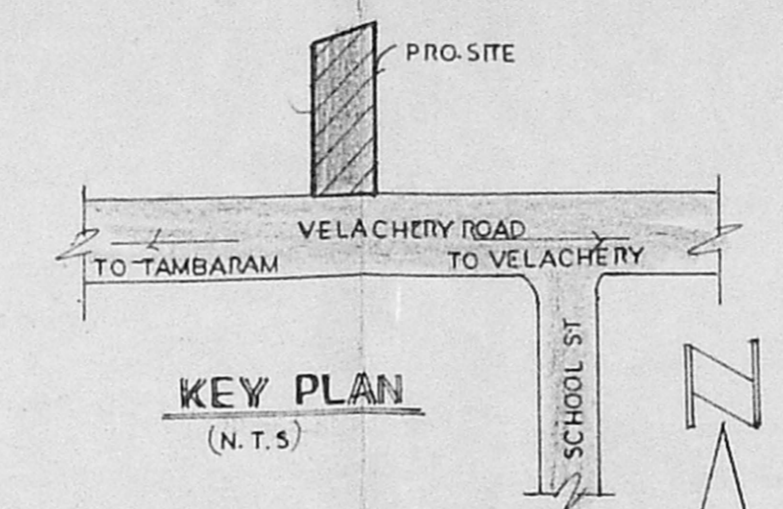 PRO.SITE
VELACHERY ROAD
TO TAMBARAM
TO VELACHERY
SCHOOL ST
KEY PLAN
(N.T.S)
N